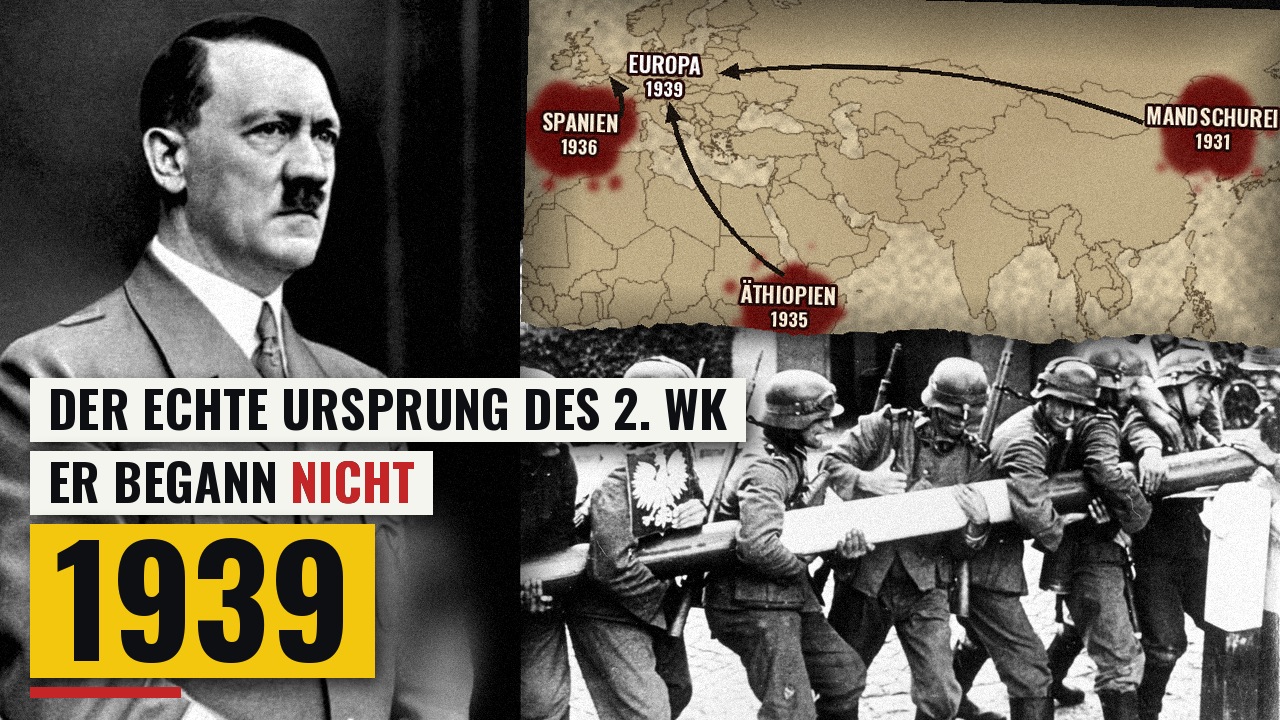 EUROPA
1939
SPANIEN
1936
MANDSCHUREI
1931
ÄTHIOPIEN
1935
DER ECHTE URSPRUNG DES 2. WK
ER BEGANN NICHT
1939